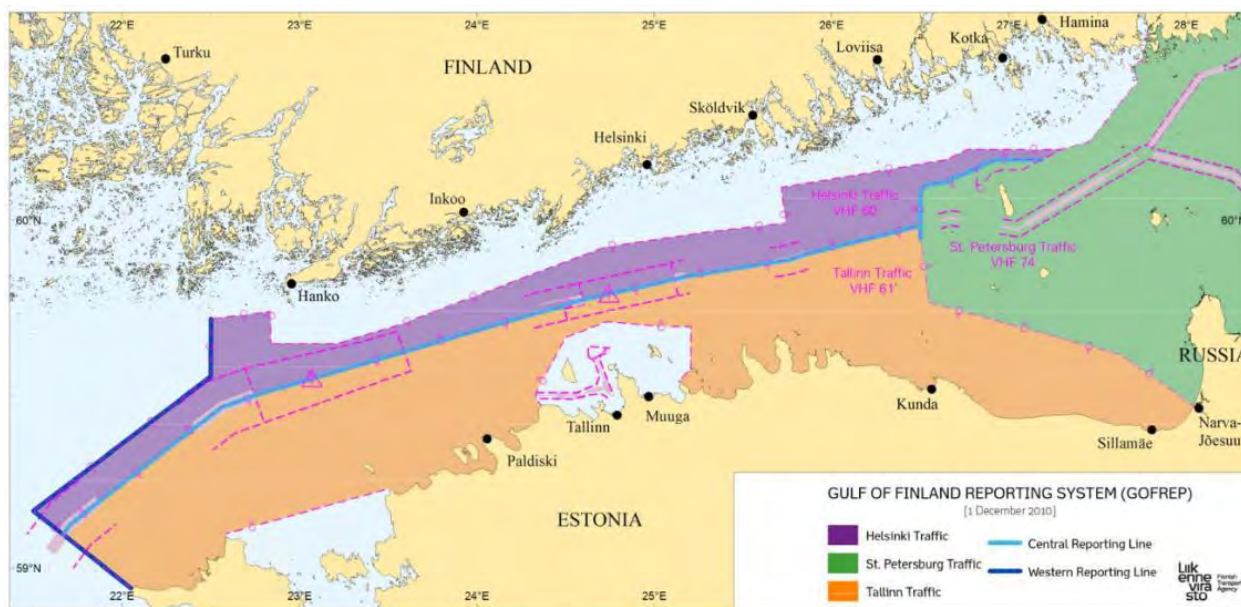 22°E
23°E
24°E
25°E
26°E
27°E
28°E
Hamina
Kotka
Turku
Loviisa
FINLAND
Sköldvik
Helsinki
Inkoo
60°N
60°N
Helsinki Traffic
VHF 60
St. Petersburg Traffic
VHF 74
Tallinn Traffic
VHF 61
Hanko
RUSSIA
Kunda
Muuga
Tallinn
Narva-
Jõesuu
Sillamäe
Paldiski
ESTONIA
59°N
22°E
23°E
24°E
25°E
GULF OF FINLAND REPORTING SYSTEM (GOFREP)
[1 December 2010]
Helsinki Traffic
St. Petersburg Traffic
Tallinn Traffic
Central Reporting Line
Western Reporting Line
Liik
enne
vira
sto
Finnish
Transport
Agency